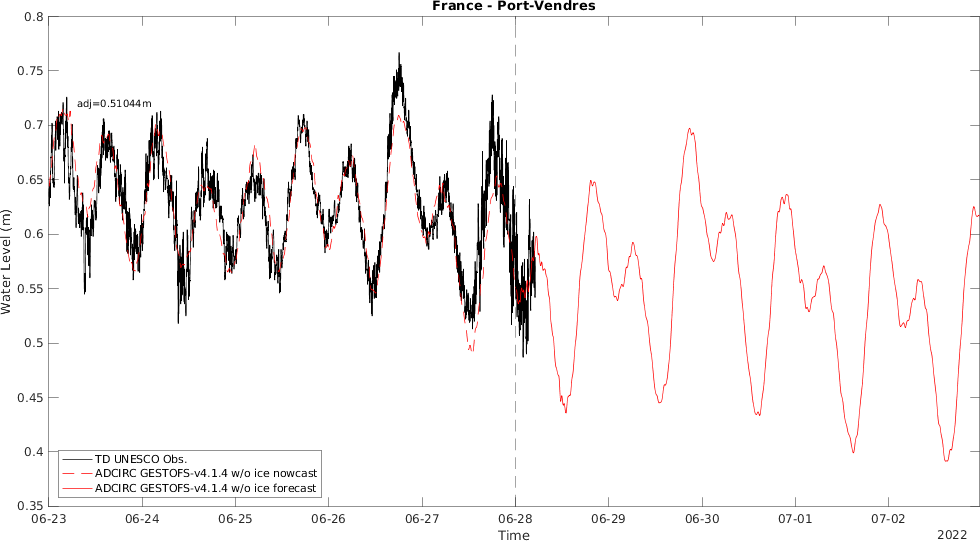 France - Port-Vendres
0.8
0.75
0.7
0.65
0.6
0.55
0.5
0.45
0.4
0.35
Water Level (m)
adj=0.51044m
TD UNESCO Obs.
ADCIRC GESTOFS-v4.1.4 w/o ice nowcast
ADCIRC GESTOFS-v4.1.4 w/o ice forecast
06-23 06-24 06-25 06-26 06-27 06-28 06-29 06-30 07-01 07-02
Time
2022